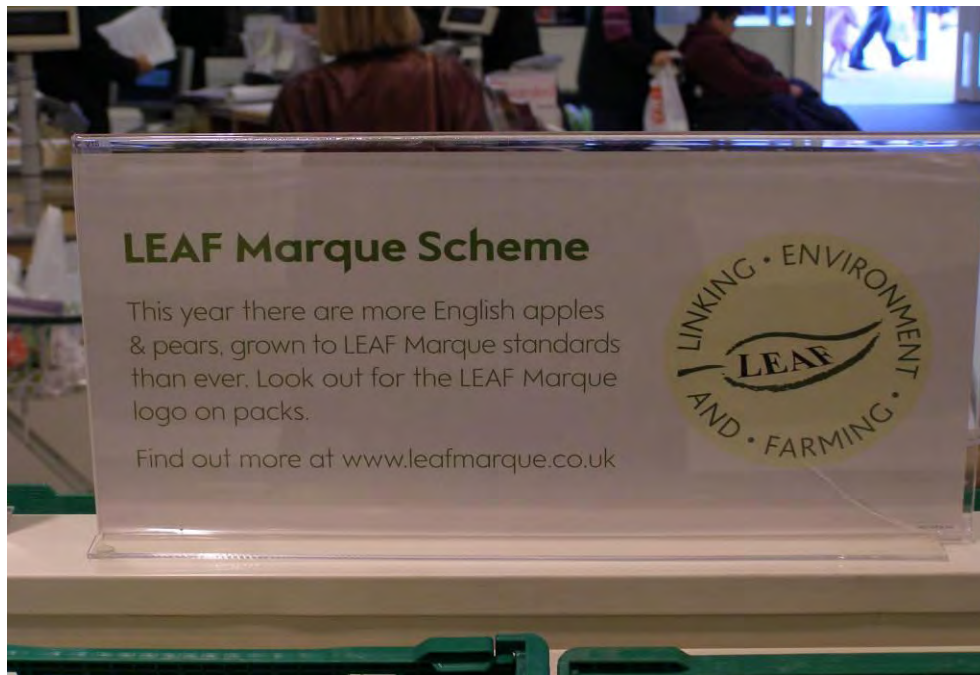 LEAF Marque Scheme
This year there are more English apples
& pears, grown to LEAF Marque standards
than ever. Look out for the LEAF Marque
logo on packs.
Find out more at www.leafmarque.co.uk
LINKING · ENVIRONMENT
AND · FARMING ·
LEAF